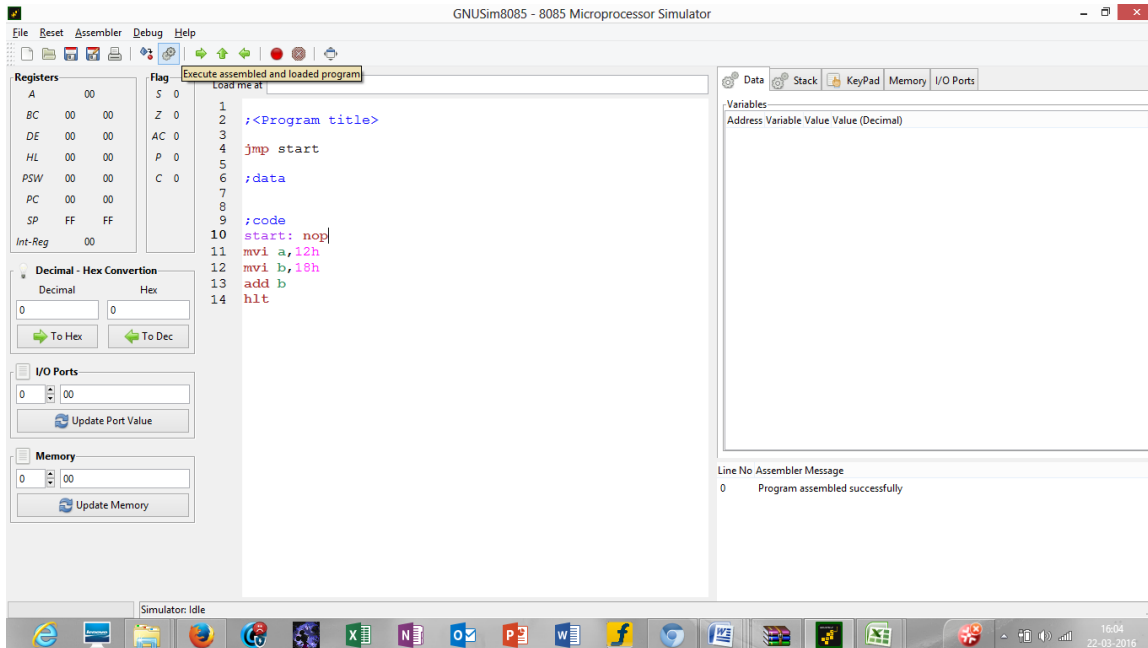 GNUSim8085 - 8085 Microprocessor Simulator
File Reset Assembler Debug Help
Execute assembled and loaded program
Registers
A 00
BC 00 00
DE 00 00
HL 00 00
PSW 00 00
PC 00 00
SP FF FF
Int-Reg 00
Flag
S 0
Z 0
AC 0
P 0
C 0
Decimal - Hex Convertion
Decimal Hex
0 0
To Hex To Dec
I/O Ports
0 00
Update Port Value
Memory
0 00
Update Memory
Load me at
1
2 ;<Program title>
3
4 jmp start
5
6 ;data
7
8
9 ;code
10 start: nop
11 mvi a,12h
12 mvi b,18h
13 add b
14 hlt
Data Stack KeyPad Memory I/O Ports
Variables
Address Variable Value Value (Decimal)
Line No Assembler Message
0 Program assembled successfully
Simulator: Idle
16:04
22-03-2016